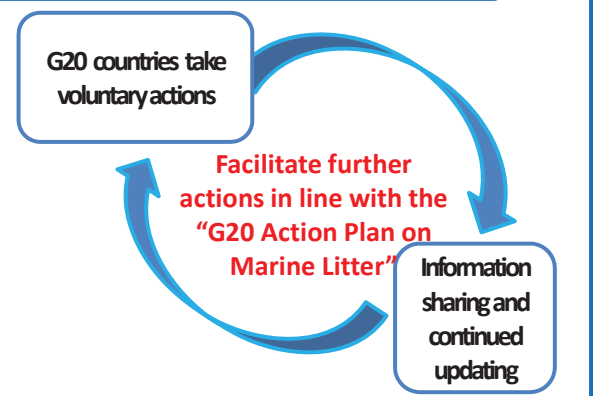 G20 countries take
voluntary actions
Facilitate further
actions in line with the
“G20 Action Plan on
Marine Litter”
Information
sharing and
continued
updating